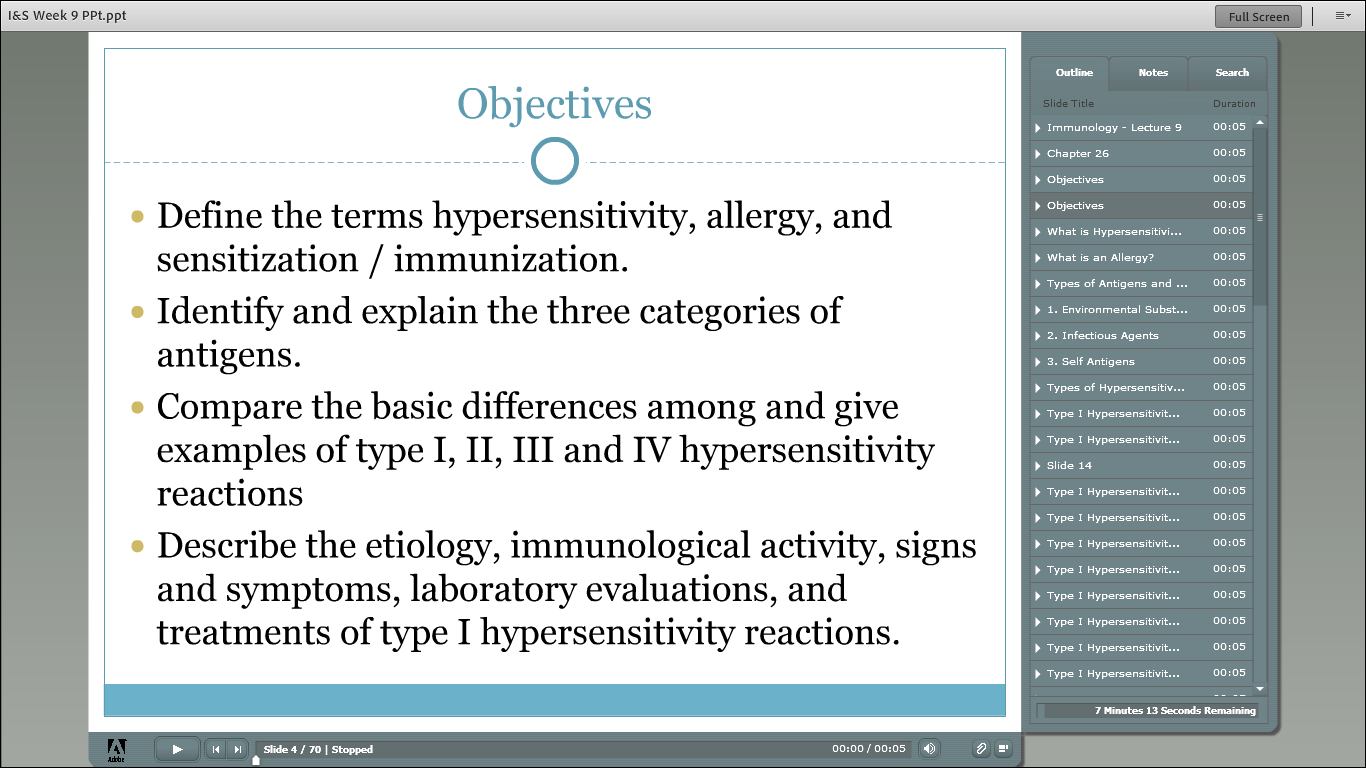 I&S Week 9 PPt.ppt
Full Screen
Objectives
Define the terms hypersensitivity, allergy, and
sensitization / immunization.
Identify and explain the three categories of
antigens.
Compare the basic differences among and give
examples of type I, II, III and IV hypersensitivity
reactions
Describe the etiology, immunological activity, signs
and symptoms, laboratory evaluations, and
treatments of type I hypersensitivity reactions.
Outline Notes Search
Slide Title Duration
Immunology - Lecture 9 00:05
Chapter 26 00:05
Objectives 00:05
Objectives 00:05
What is Hypersensitivi... 00:05
What is an Allergy? 00:05
Types of Antigens and ... 00:05
1. Environmental Subst... 00:05
2. Infectious Agents 00:05
3. Self Antigens 00:05
Types of Hypersensitiv... 00:05
Type I Hypersensitivit... 00:05
Type I Hypersensitivit... 00:05
Slide 14 00:05
Type I Hypersensitivit... 00:05
Type I Hypersensitivit... 00:05
Type I Hypersensitivit... 00:05
Type I Hypersensitivit... 00:05
Type I Hypersensitivit... 00:05
Type I Hypersensitivit... 00:05
Type I Hypersensitivit... 00:05
Type I Hypersensitivit... 00:05
7 Minutes 13 Seconds Remaining
Adobe
Slide 4 / 70 | Stopped
00:00 / 00:05